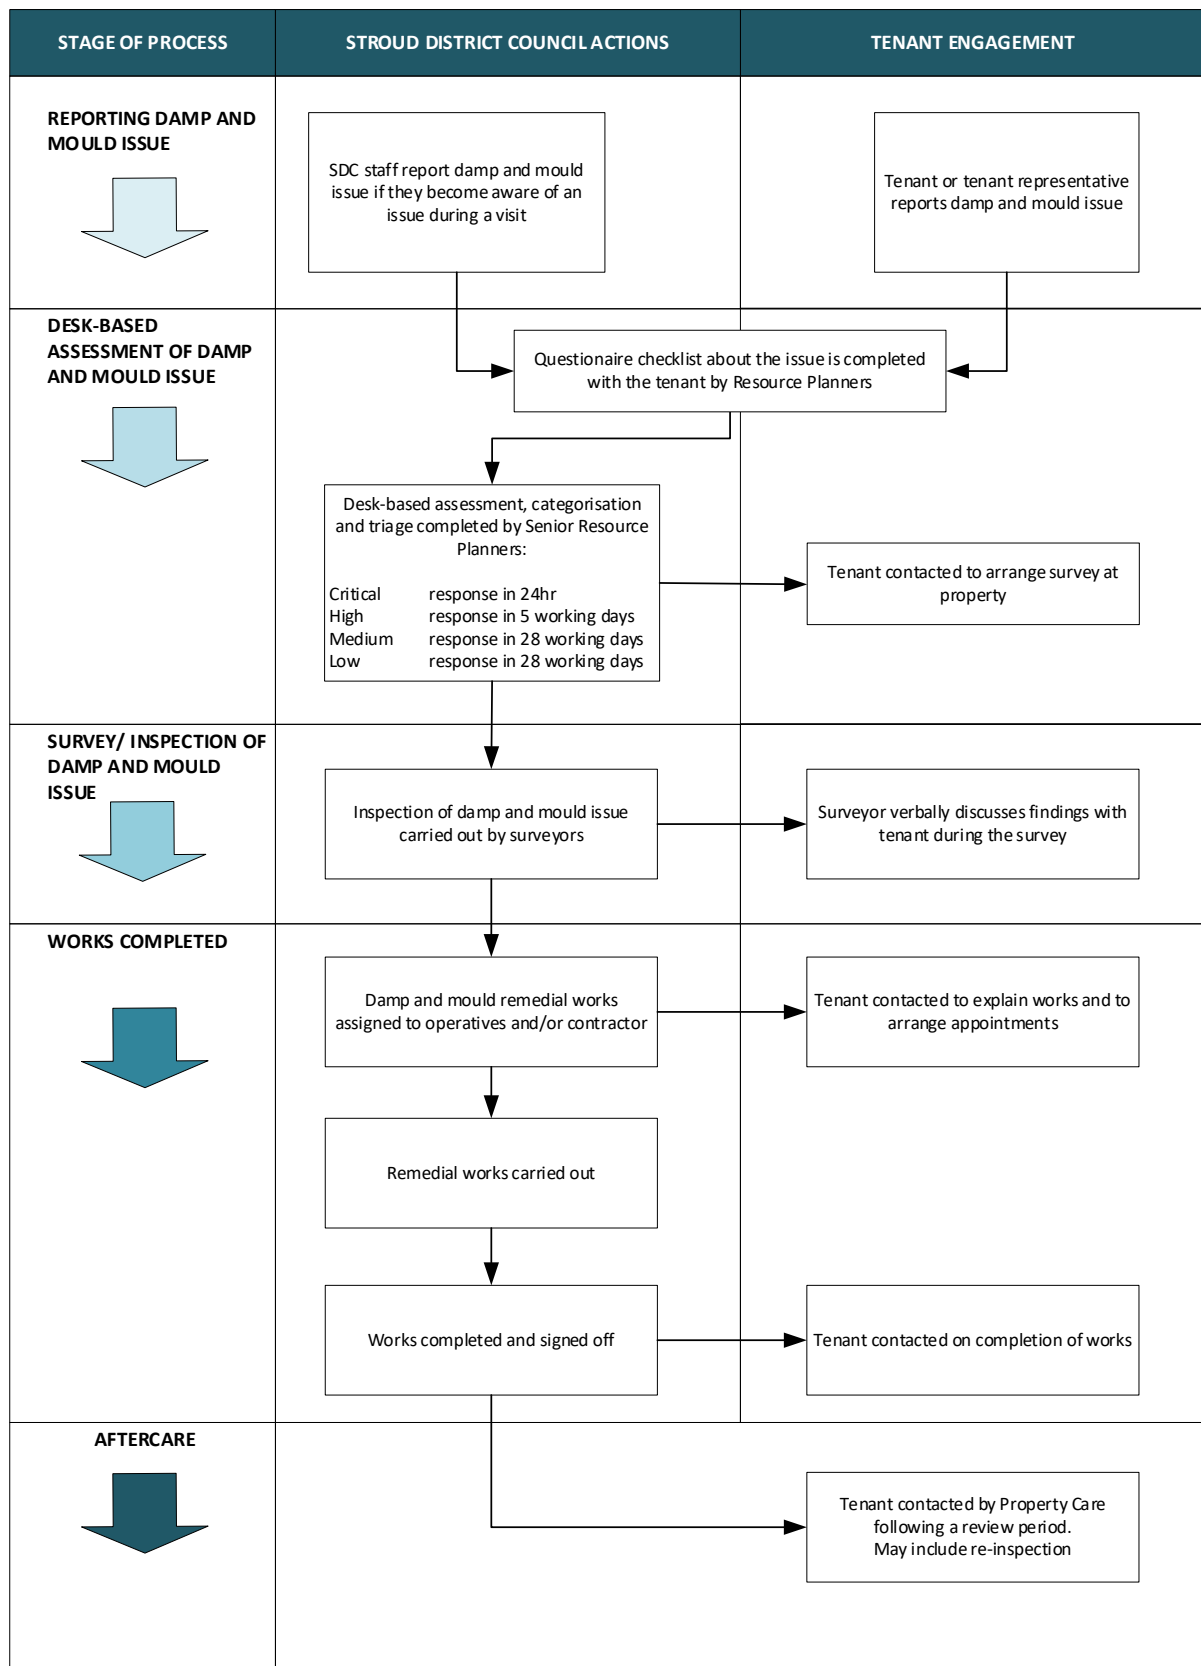 STAGE OF PROCESS
STROUD DISTRICT COUNCIL ACTIONS
TENANT ENGAGEMENT
REPORTING DAMP AND
MOULD ISSUE
SDC staff report damp and mould
issue if they become aware of an
issue during a visit
Tenant or tenant representative
reports damp and mould issue
DESK-BASED
ASSESSMENT OF DAMP
AND MOULD ISSUE
Questionaire checklist about the issue is completed
with the tenant by Resource Planners
Desk-based assessment, categorisation
and triage completed by Senior Resource
Planners:
Critical response in 24hr
High response in 5 working days
Medium response in 28 working days
Low response in 28 working days
Tenant contacted to arrange survey at
property
SURVEY/ INSPECTION OF
DAMP AND MOULD
ISSUE
Inspection of damp and mould issue
carried out by surveyors
Surveyor verbally discusses findings with
tenant during the survey
WORKS COMPLETED
Damp and mould remedial works
assigned to operatives and/or contractor
Tenant contacted to explain works and to
arrange appointments
Remedial works carried out
Works completed and signed off
Tenant contacted on completion of works
AFTERCARE
Tenant contacted by Property Care
following a review period.
May include re-inspection